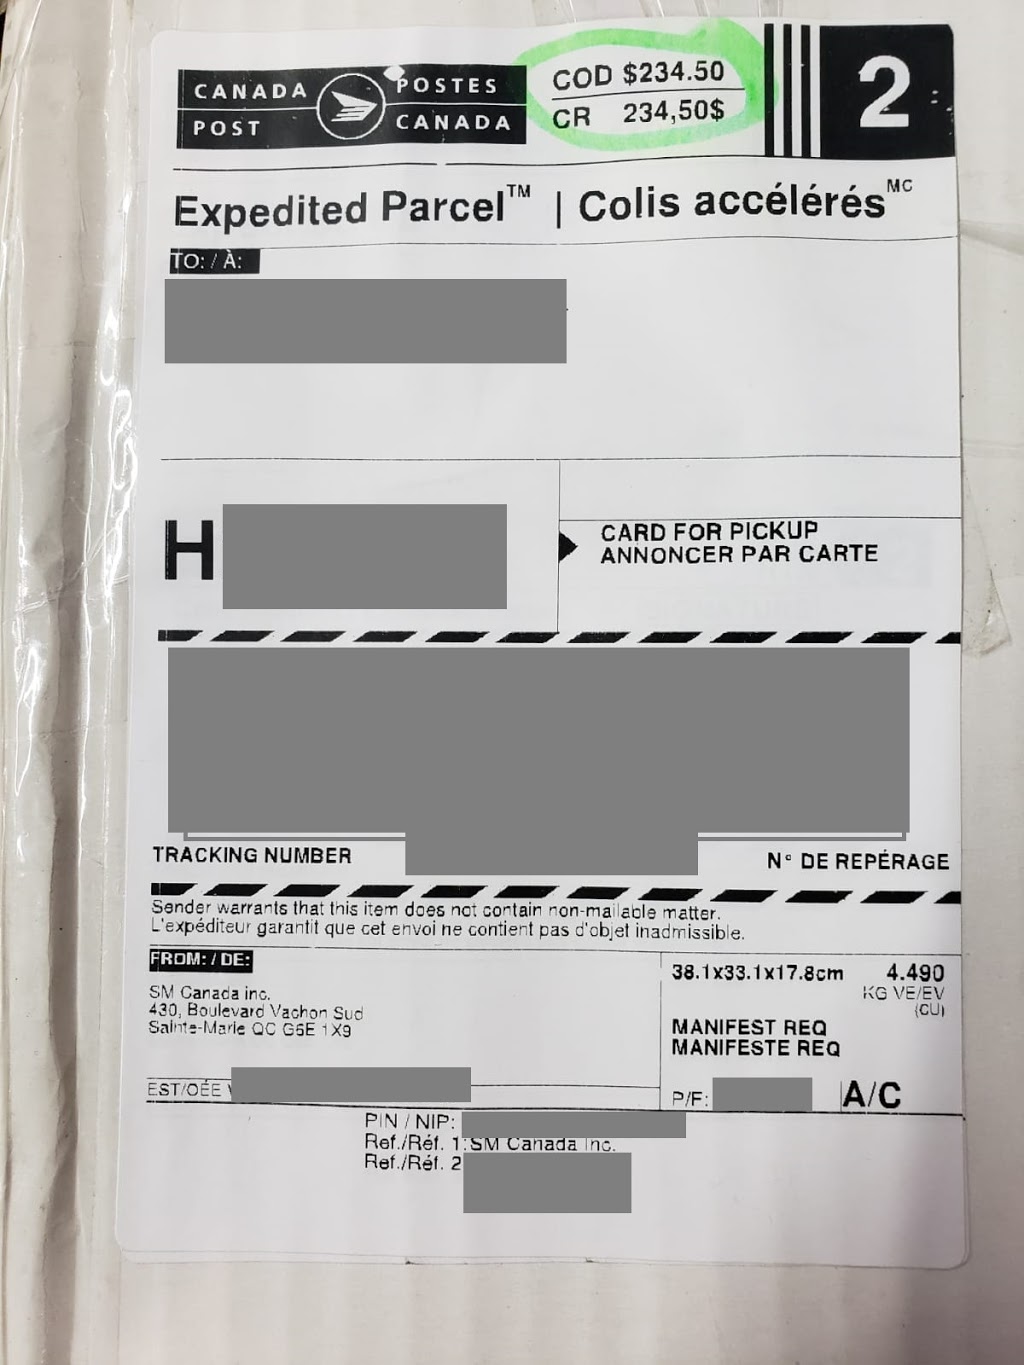 CANADA POSTES
POST CANADA
COD $234.50
CR 234,50$
2
Expedited Parcel™ | Colis accélérésMC
TO: / À:
H
CARD FOR PICKUP
ANNONCER PAR CARTE
TRACKING NUMBER N° DE REPÉRAGE
Sender warrants that this item does not contain non-mailable matter.
L'expéditeur garantit que cet envoi ne contient pas d'objet inadmissible.
FROM: / DE:
SM Canada inc.
430, Boulevard Vachon Sud
Sainte-Marie QC G6E 1X9
38.1x33.1x17.8cm 4.490
KG VE/EV
(CU)
MANIFEST REQ
MANIFESTE REQ
EST/OÉE
P/F: A/C
PIN / NIP:
Ref./Réf. 1:SM Canada Inc.
Ref./Réf. 2